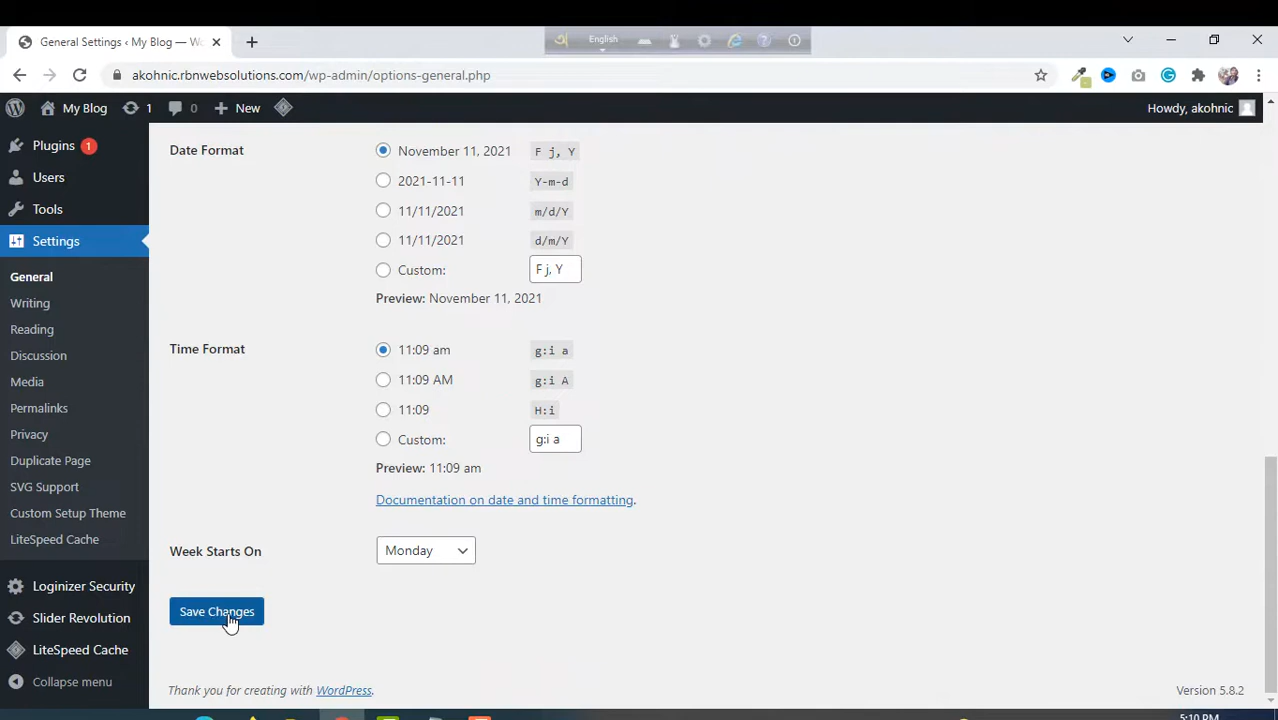 General Settings ‹ My Blog — Wo
English
akohnic.rbnwebsolutions.com/wp-admin/options-general.php
My Blog 1 0 New Howdy, akohnic
Plugins 1
Users
Tools
Settings
General
Writing
Reading
Discussion
Media
Permalinks
Privacy
Duplicate Page
SVG Support
Custom Setup Theme
LiteSpeed Cache
Loginizer Security
Slider Revolution
LiteSpeed Cache
Collapse menu
Date Format
November 11, 2021 F j, Y
2021-11-11 Y-m-d
11/11/2021 m/d/Y
11/11/2021 d/m/Y
Custom: F j, Y
Preview: November 11, 2021
Time Format
11:09 am g:i a
11:09 AM g:i A
11:09 H:i
Custom: g:i a
Preview: 11:09 am
Documentation on date and time formatting.
Week Starts On Monday
Save Changes
Thank you for creating with WordPress. Version 5.8.2
5:10 PM